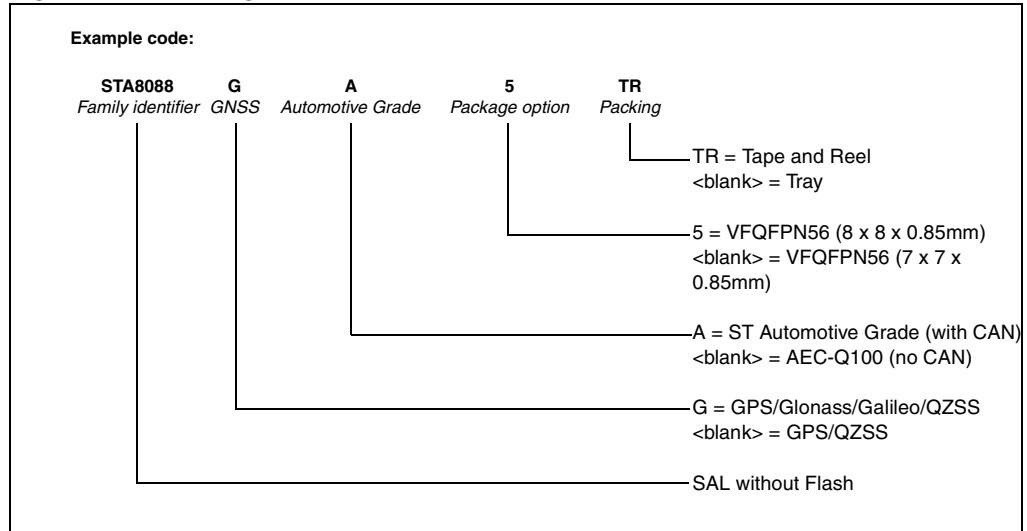 Example code:
STA8088 G A 5 TR
Family identifier GNSS Automotive Grade Package option Packing
TR = Tape and Reel
<blank> = Tray
5 = VFQFPN56 (8 x 8 x 0.85mm)
<blank> = VFQFPN56 (7 x 7 x
0.85mm)
A = ST Automotive Grade (with CAN)
<blank> = AEC-Q100 (no CAN)
G = GPS/Glonass/Galileo/QZSS
<blank> = GPS/QZSS
SAL without Flash